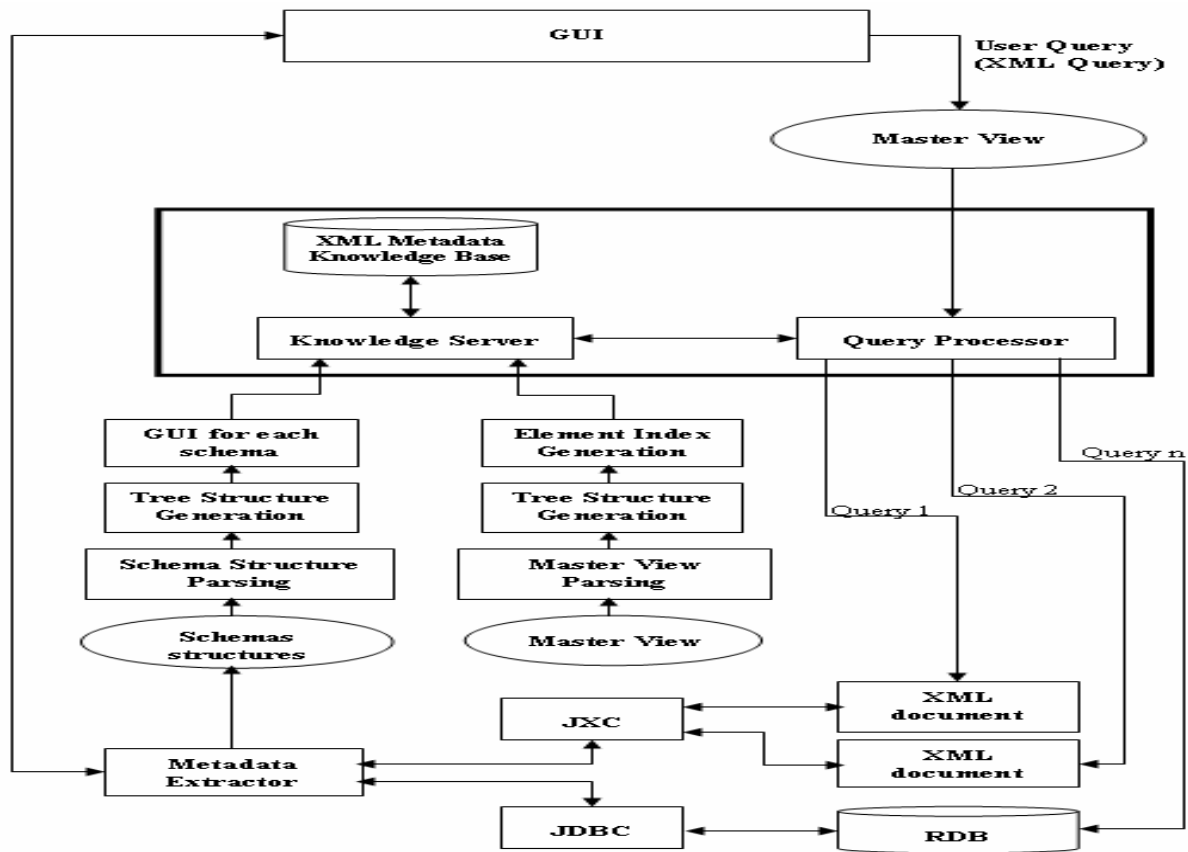 GUI
User Query
(XML Query)
Master View
XML Metadata
Knowledge Base
Knowledge Server
Query Processor
GUI for each
schema
Element Index
Generation
Query n
Tree Structure
Generation
Tree Structure
Generation
Query 2
Query 1
Schema Structure
Parsing
Master View
Parsing
Schemas
structures
Master View
XML
document
JXC
Metadata
Extractor
XML
document
JDBC
RDB